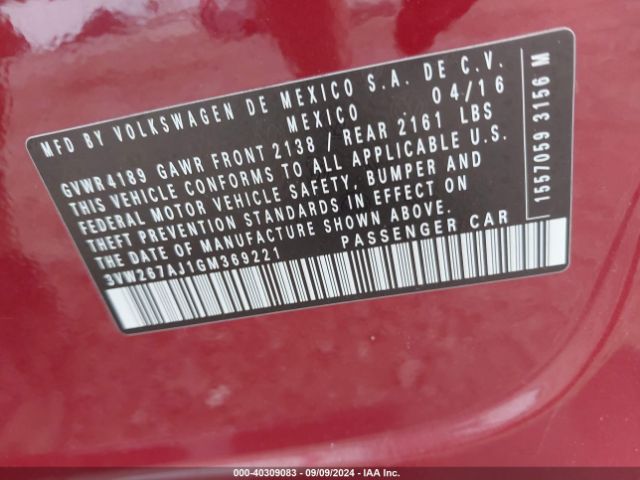 MFD BY VOLKSWAGEN DE MEXICO S.A. DE C.V.
MEXICO 04/16
GVWR 4189 GAWR FRONT 2138 / REAR 2161 LBS
THIS VEHICLE CONFORMS TO ALL APPLICABLE U.S.
FEDERAL MOTOR VEHICLE SAFETY, BUMPER AND
THEFT PREVENTION STANDARDS IN EFFECT ON
THE DATE OF MANUFACTURE SHOWN ABOVE.
3VW267AJ1GM369221 PASSENGER CAR
1557059 3156 M
000-40309083 - 09/09/2024 - IAA Inc.